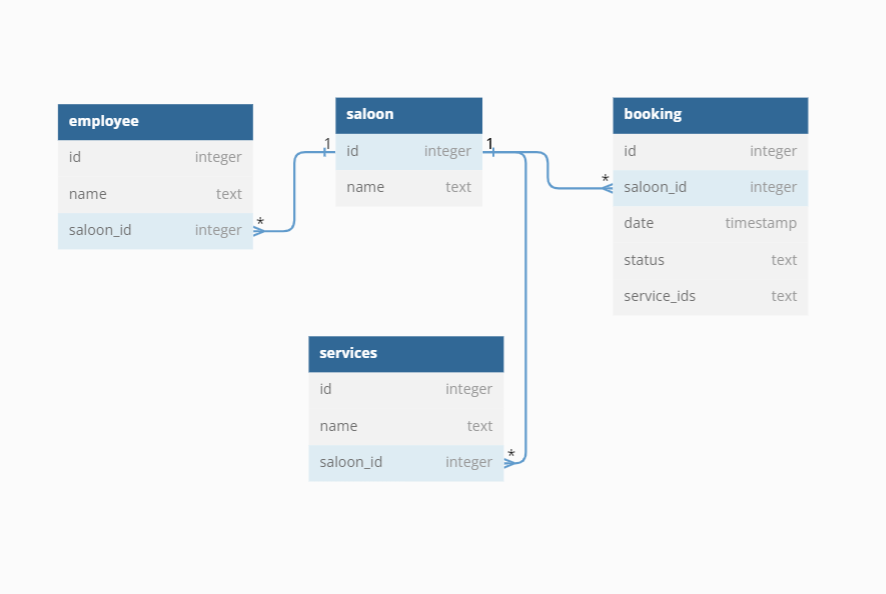 employee
id integer
name text
saloon_id integer
*
1
saloon
id integer
name text
1
*
booking
id integer
saloon_id integer
date timestamp
status text
service_ids text
services
id integer
name text
saloon_id integer
*